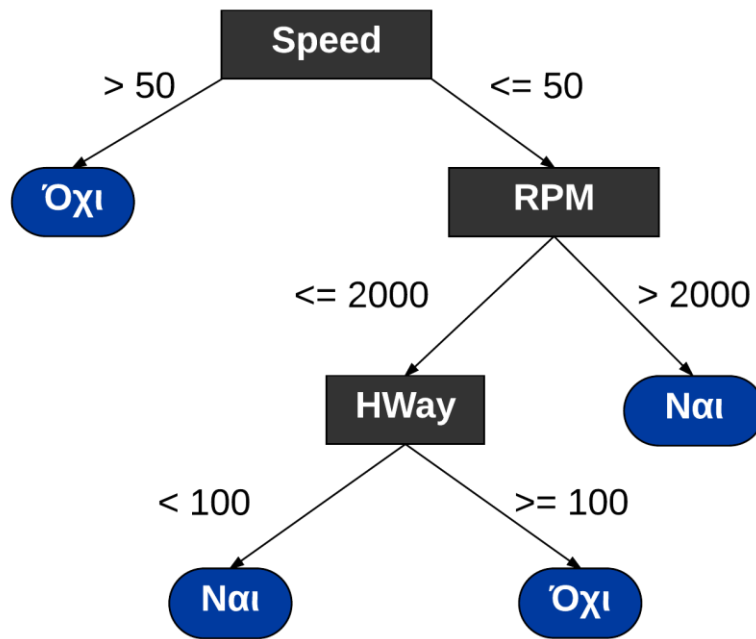 Speed
> 50
<= 50
Όχι
RPM
<= 2000
> 2000
HWay
Ναι
< 100
>= 100
Ναι
Όχι